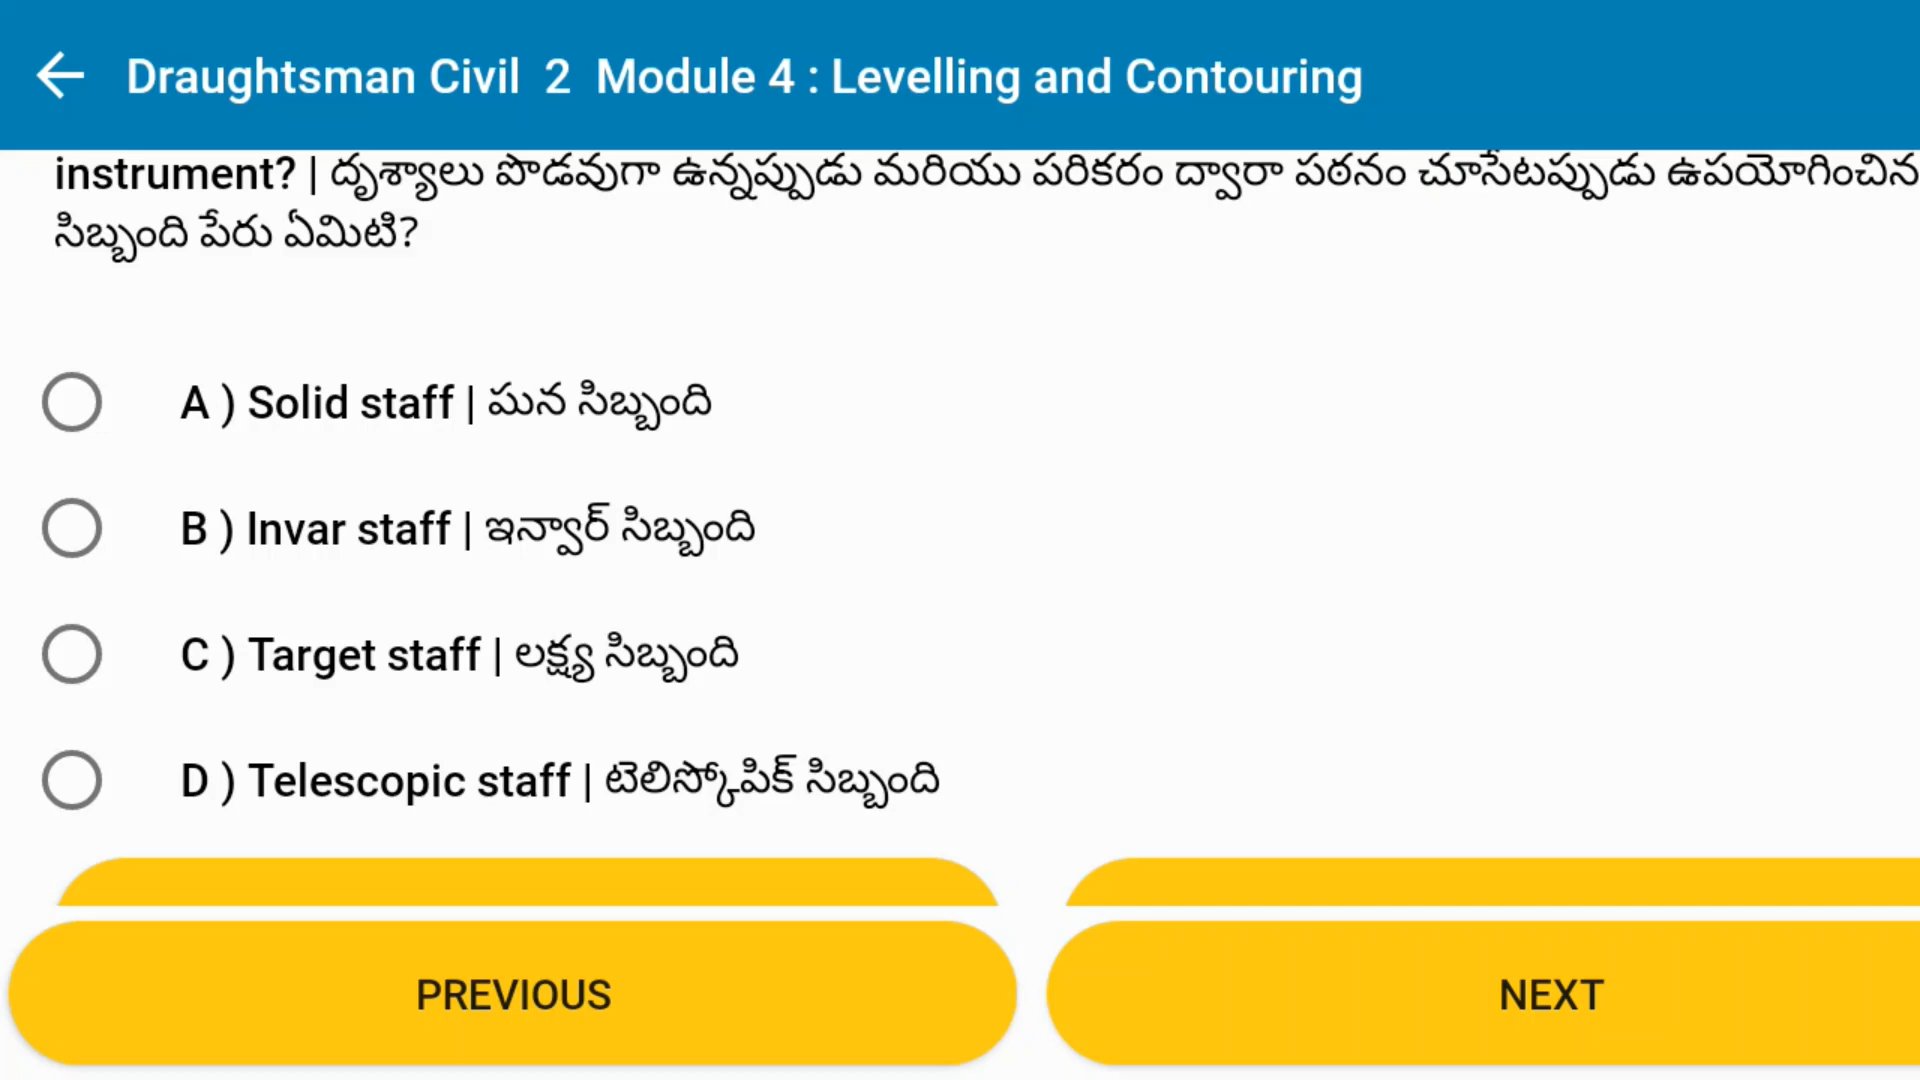 Draughtsman Civil 2 Module 4 : Levelling and Contouring
instrument? | దృశ్యాలు పొడవుగా ఉన్నప్పుడు మరియు పరికరం ద్వారా పఠనం చూసేటప్పుడు ఉపయోగించిన
సిబ్బంది పేరు ఏమిటి?
A ) Solid staff | ఘన సిబ్బంది
B ) Invar staff | ఇన్వార్ సిబ్బంది
C ) Target staff | లక్ష్య సిబ్బంది
D ) Telescopic staff | టెలిస్కోపిక్ సిబ్బంది
PREVIOUS
NEXT